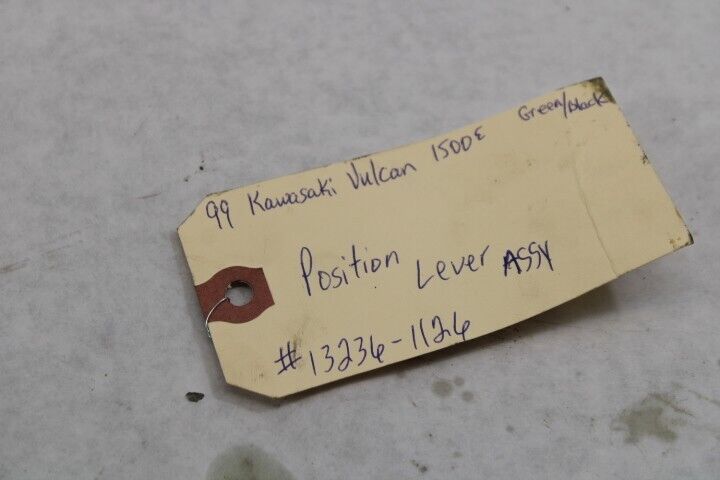 99 Kawasaki Vulcan 1500E Green/black
Position Lever ASSY
#13236-1126